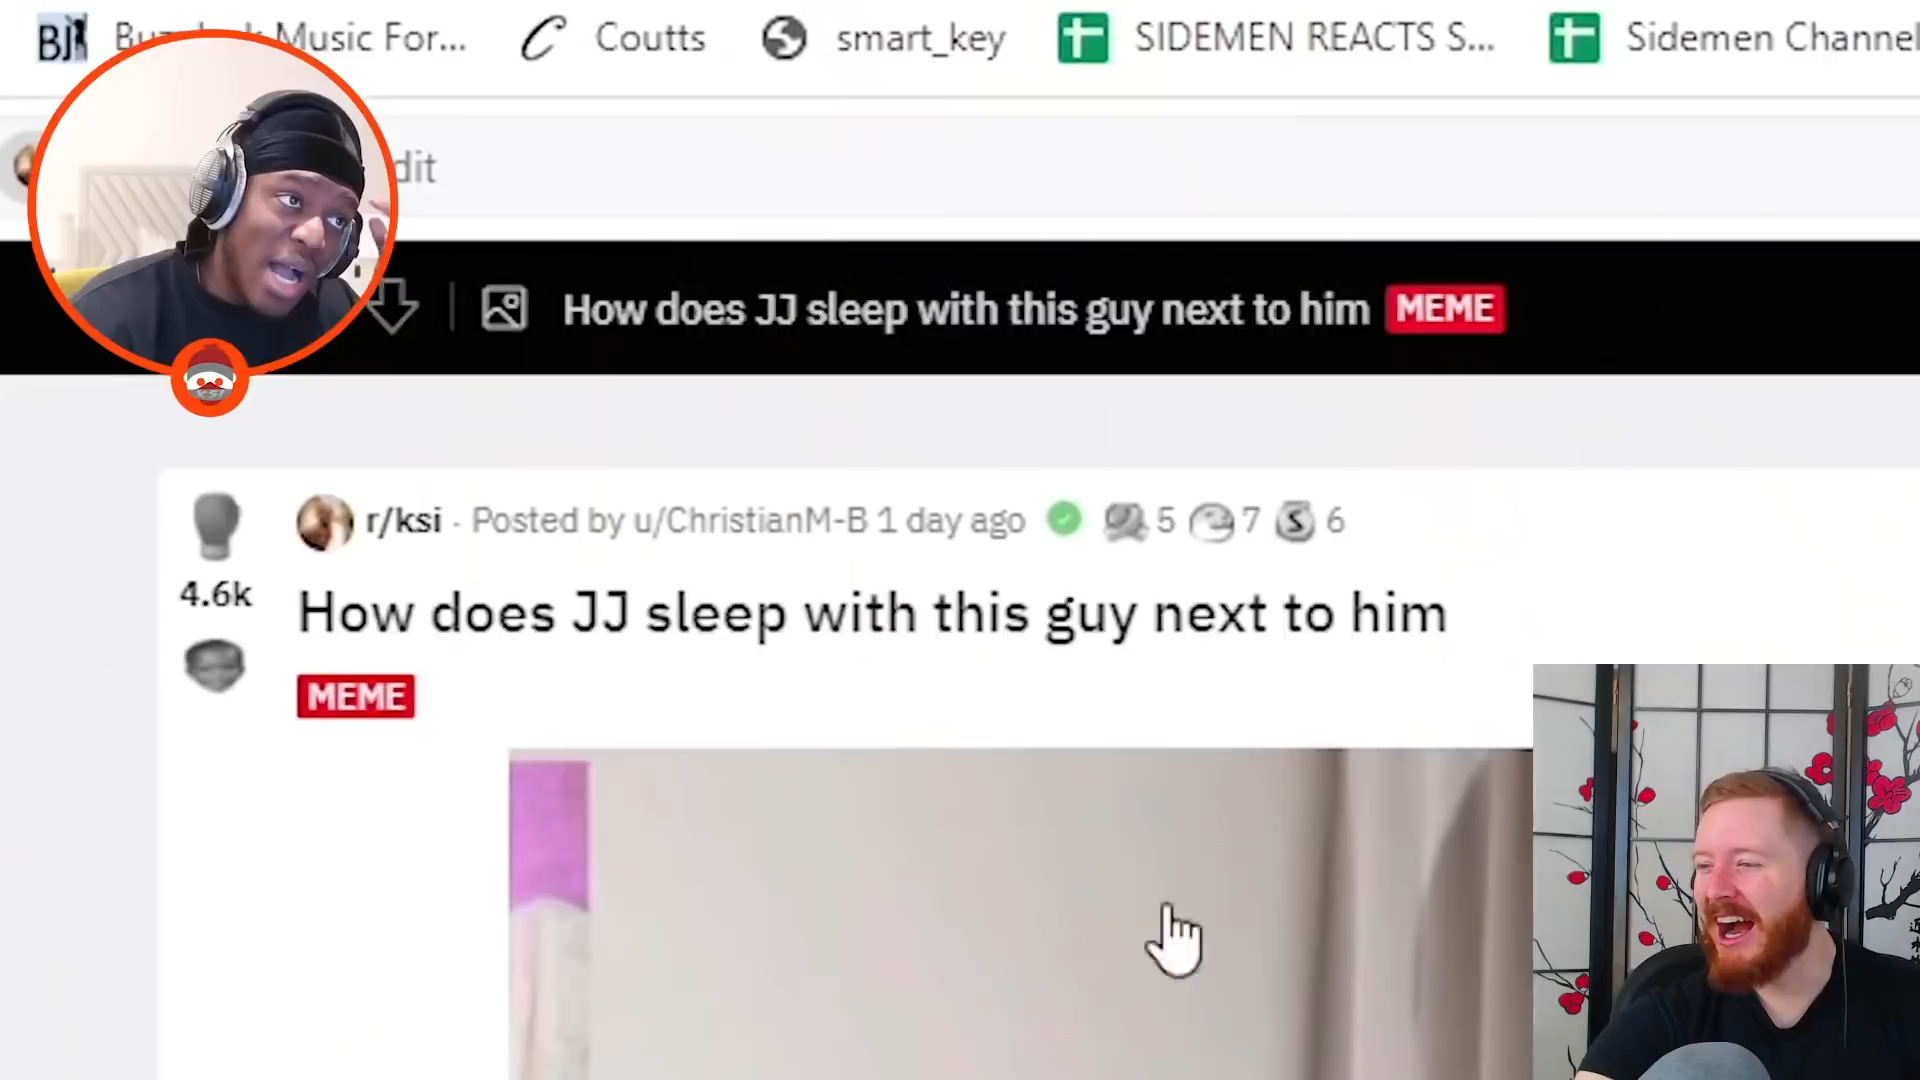 Music For... Coutts smart_key SIDEMEN REACTS S... Sidemen Channel
dit
How does JJ sleep with this guy next to him MEME
r/ksi · Posted by u/ChristianM-B 1 day ago 5 7 6
4.6k
How does JJ sleep with this guy next to him
MEME